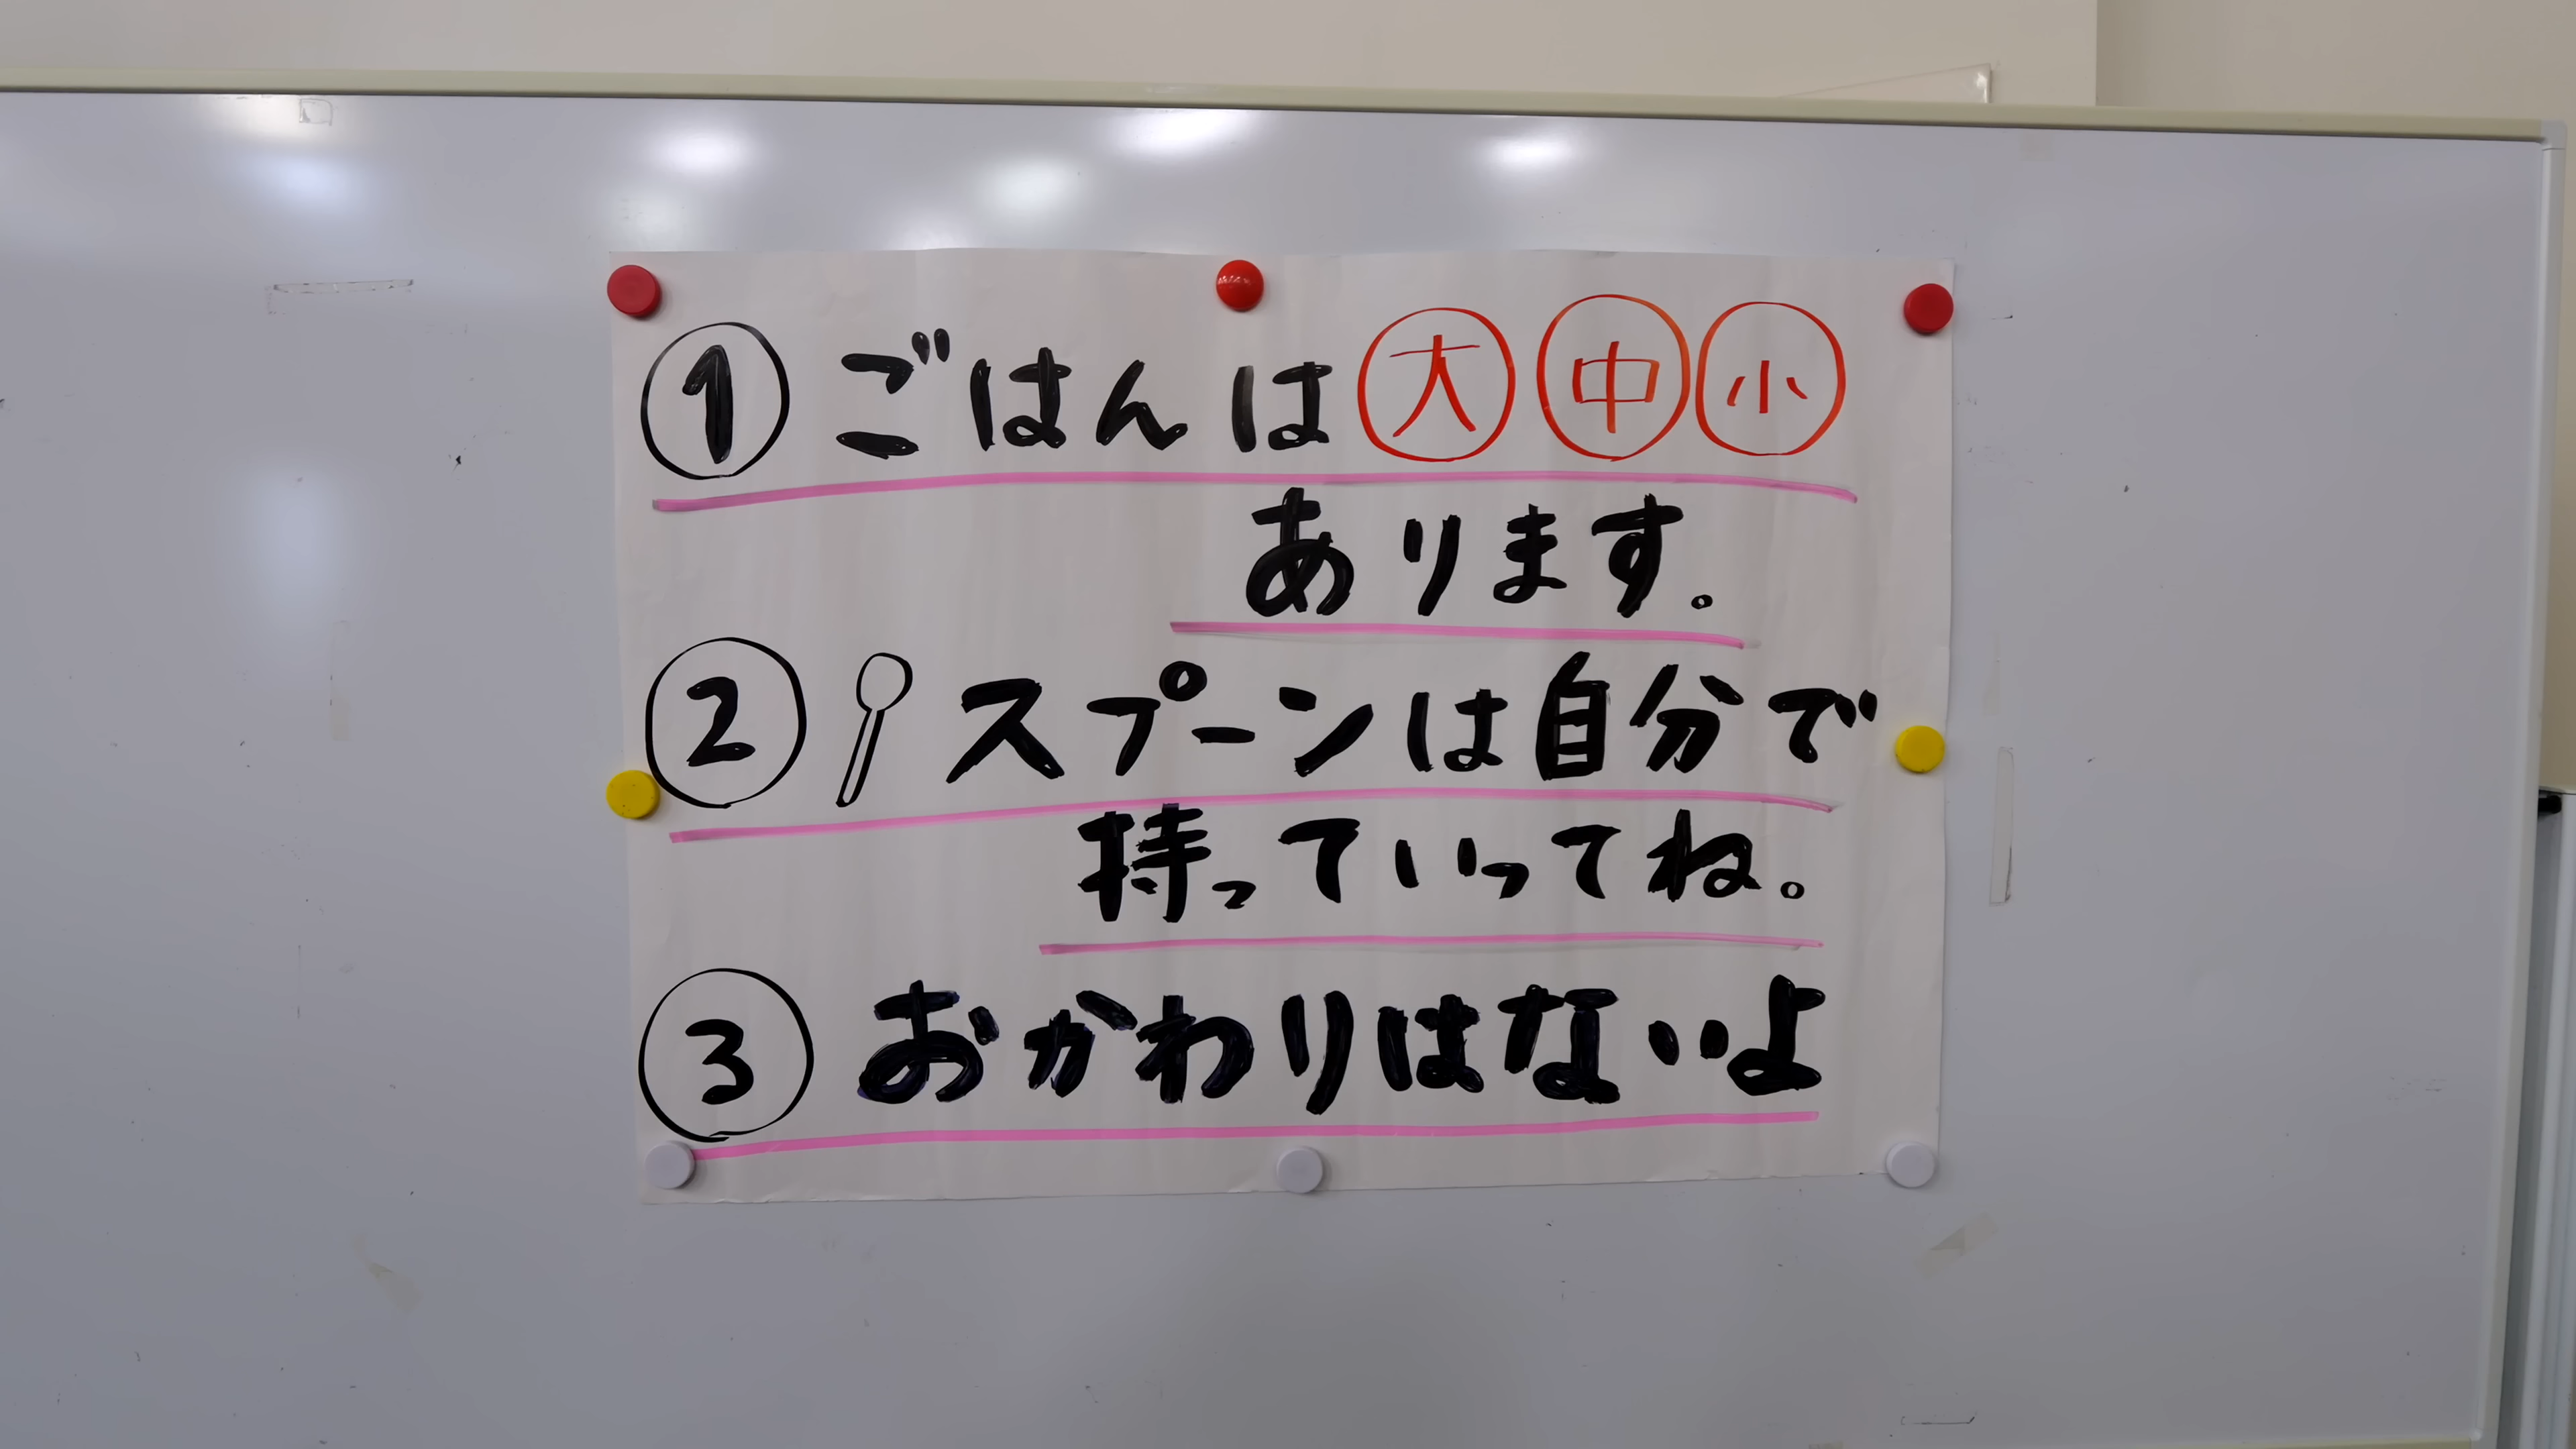 ① ごはんは 大 中 小
あります。
② スプーンは自分で
持っていってね。
③ おかわりはないよ